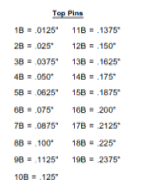 Top Pins
1B = .0125" 11B = .1375"
2B = .025" 12B = .150"
3B = .0375" 13B = .1625"
4B = .050" 14B = .175"
5B = .0625" 15B = .1875"
6B = .075" 16B = .200"
7B = .0875" 17B = .2125"
8B = .100" 18B = .225"
9B = .1125" 19B = .2375"
10B = .125"